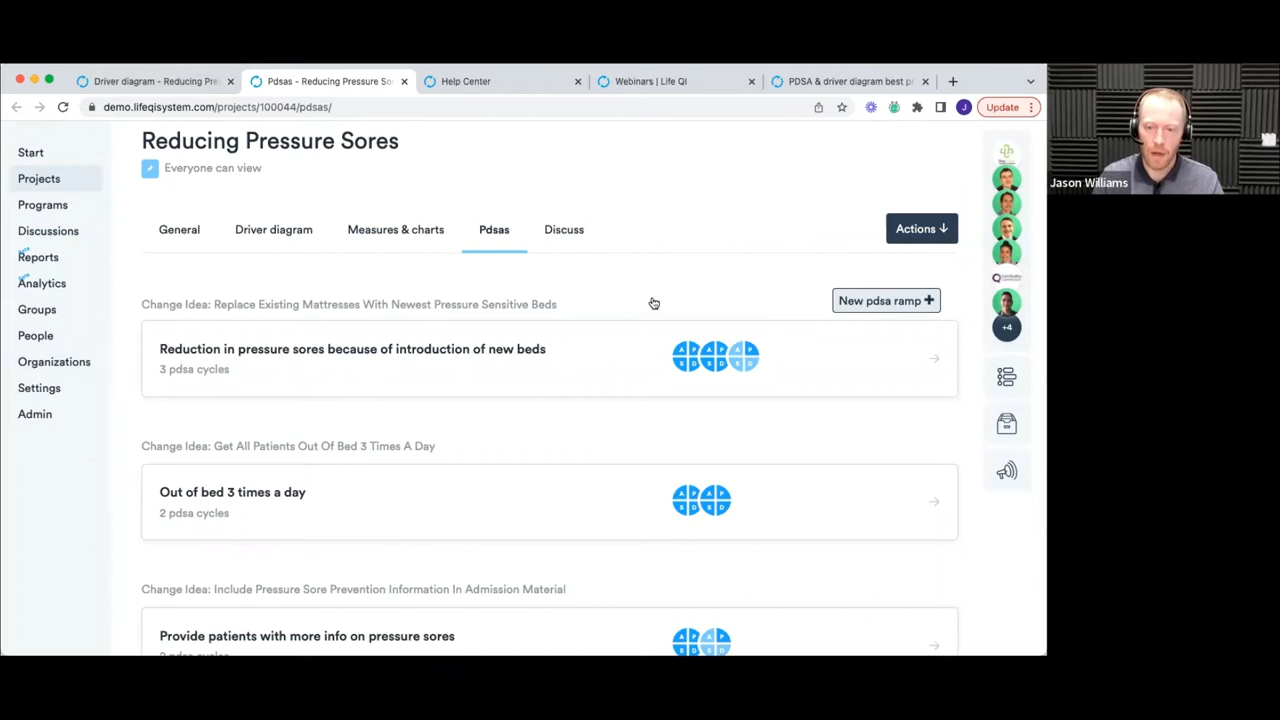 Driver diagram - Reducing Pre
Pdsas - Reducing Pressure So
Help Center
Webinars | Life QI
PDSA & driver diagram best p
demo.lifeqisystem.com/projects/100044/pdsas/
J
Update
Jason Williams
Reducing Pressure Sores
Everyone can view
Start
Projects
Programs
Discussions
Reports
Analytics
Groups
People
Organizations
Settings
Admin
General
Driver diagram
Measures & charts
Pdsas
Discuss
Actions
Change Idea: Replace Existing Mattresses With Newest Pressure Sensitive Beds
New pdsa ramp +
Reduction in pressure sores because of introduction of new beds
3 pdsa cycles
A P A P A P
S D S D S D
Change Idea: Get All Patients Out Of Bed 3 Times A Day
Out of bed 3 times a day
2 pdsa cycles
A P A P
S D S D
Change Idea: Include Pressure Sore Prevention Information In Admission Material
Provide patients with more info on pressure sores
A P A P
S D S D
+4